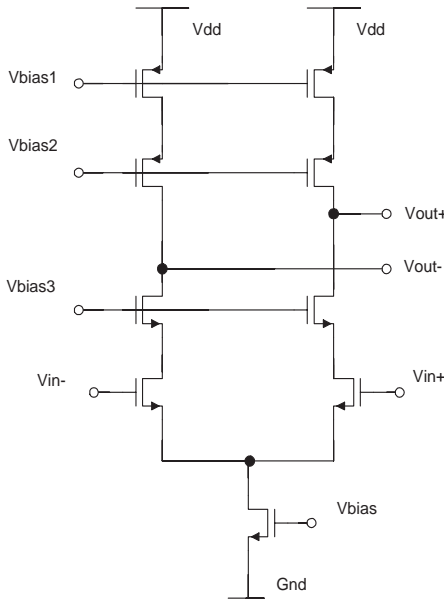 Vdd
Vdd
Vbias1
Vbias2
Vout+
Vout-
Vbias3
Vin-
Vin+
Vbias
Gnd